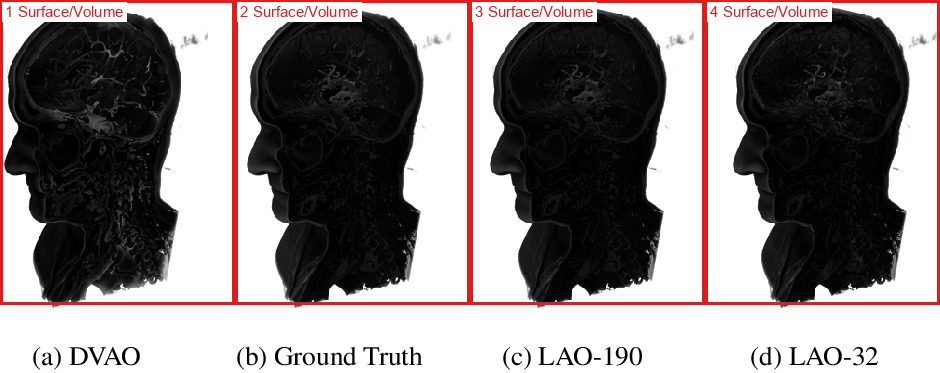 1 Surface/Volume
2 Surface/Volume
3 Surface/Volume
4 Surface/Volume
(a) DVAO
(b) Ground Truth
(c) LAO-190
(d) LAO-32